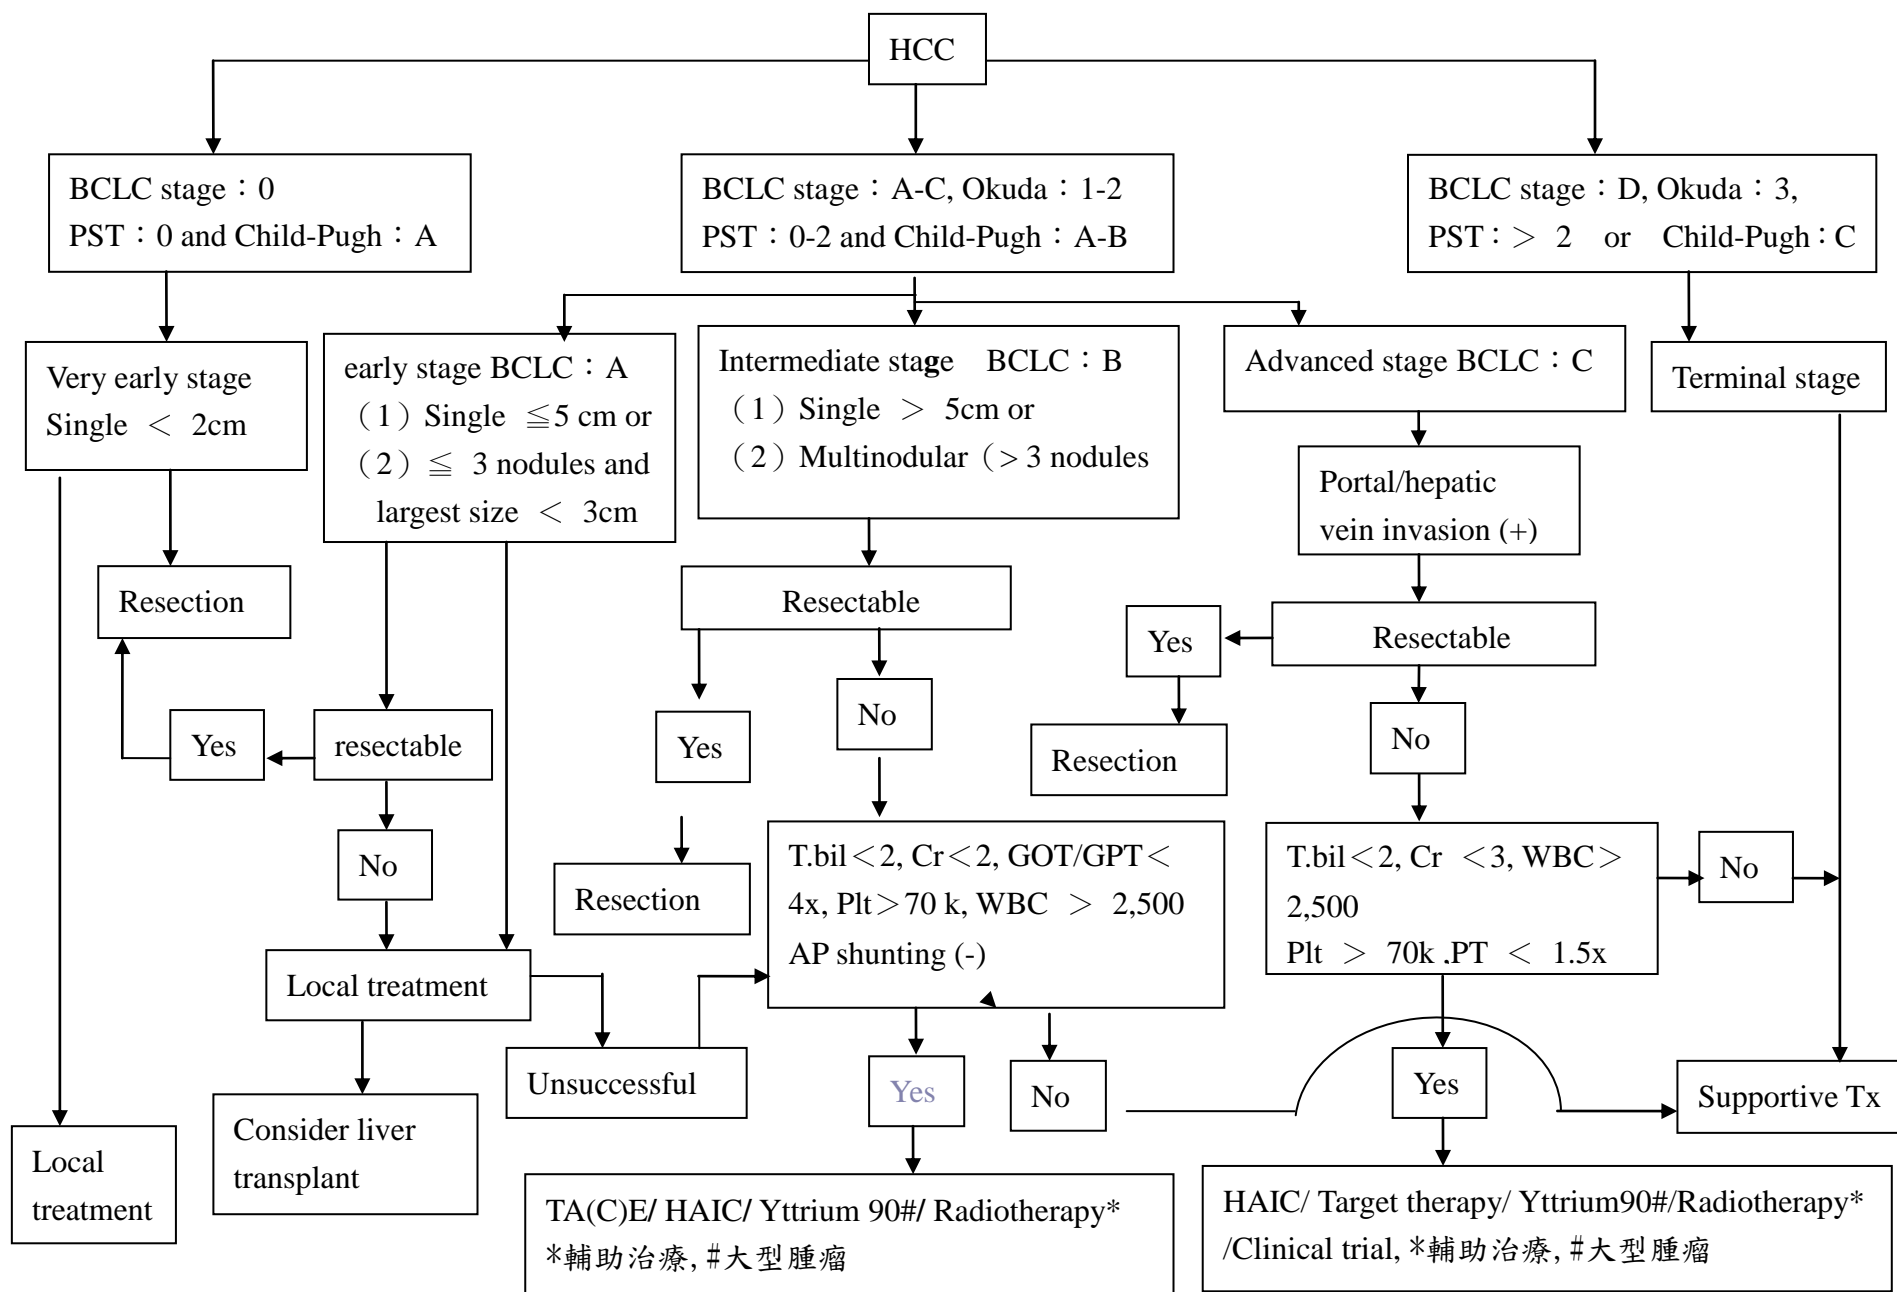 HCC
BCLC stage：0
PST：0 and Child-Pugh：A
BCLC stage：A-C, Okuda：1-2
PST：0-2 and Child-Pugh：A-B
BCLC stage：D, Okuda：3,
PST：＞ 2 or Child-Pugh：C
Very early stage
Single ＜ 2cm
early stage BCLC：A
（1）Single ≦5 cm or
（2）≦ 3 nodules and
largest size ＜ 3cm
Intermediate stage BCLC：B
（1）Single ＞ 5cm or
（2）Multinodular (＞3 nodules
Advanced stage BCLC：C
Terminal stage
Portal/hepatic
vein invasion (+)
Resection
Resectable
Yes
Resectable
Yes
resectable
Yes
No
Resection
No
No
Resection
T.bil＜2, Cr＜2, GOT/GPT＜
4x, Plt＞70 k, WBC ＞ 2,500
AP shunting (-)
T.bil＜2, Cr ＜3, WBC＞
2,500
Plt ＞ 70k ,PT ＜ 1.5x
No
Local treatment
Unsuccessful
Yes
No
Yes
Supportive Tx
Local
treatment
Consider liver
transplant
TA(C)E/ HAIC/ Yttrium 90#/ Radiotherapy*
*輔助治療, #大型腫瘤
HAIC/ Target therapy/ Yttrium90#/Radiotherapy*
/Clinical trial, *輔助治療, #大型腫瘤